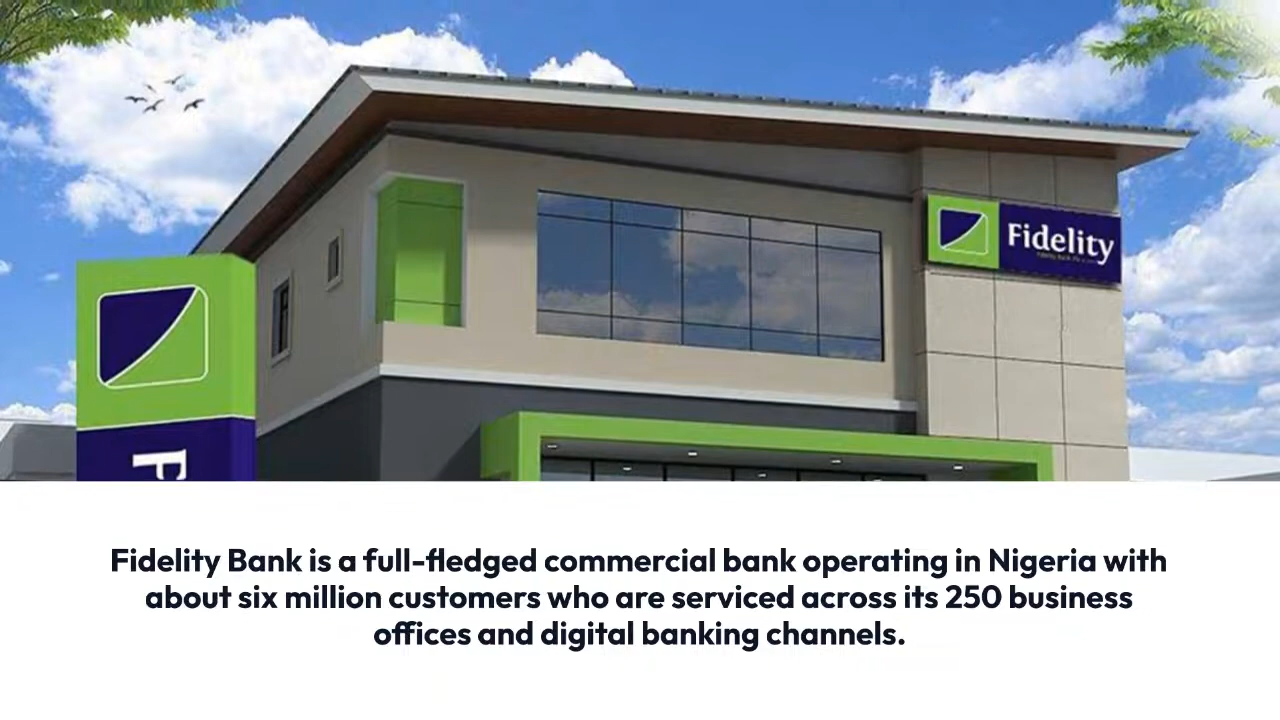 Fidelity
F
Fidelity Bank is a full-fledged commercial bank operating in Nigeria with
about six million customers who are serviced across its 250 business
offices and digital banking channels.